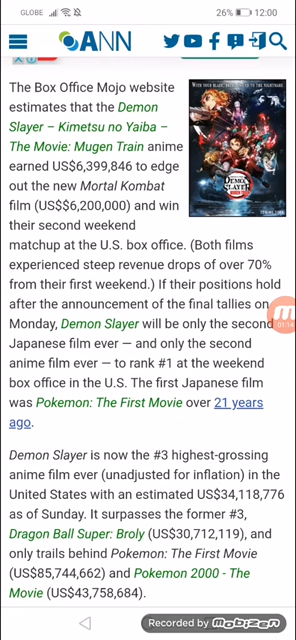 GLOBE
26% 12:00
ANN
The Box Office Mojo website
estimates that the Demon
Slayer – Kimetsu no Yaiba –
The Movie: Mugen Train anime
earned US$6,399,846 to edge
out the new Mortal Kombat
film (US$$6,200,000) and win
their second weekend
matchup at the U.S. box office. (Both films
experienced steep revenue drops of over 70%
from their first weekend.) If their positions hold
after the announcement of the final tallies on
Monday, Demon Slayer will be only the second
Japanese film ever — and only the second
anime film ever — to rank #1 at the weekend
box office in the U.S. The first Japanese film
was Pokemon: The First Movie over 21 years
ago.
DEMON
SLAYER
1:14
Demon Slayer is now the #3 highest-grossing
anime film ever (unadjusted for inflation) in the
United States with an estimated US$34,118,776
as of Sunday. It surpasses the former #3,
Dragon Ball Super: Broly (US$30,712,119), and
only trails behind Pokemon: The First Movie
(US$85,744,662) and Pokemon 2000 - The
Movie (US$43,758,684).
Recorded by Mobizen